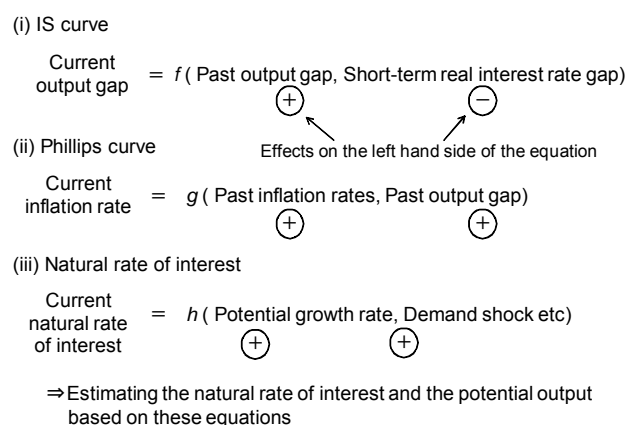 (i) IS curve
Current
output gap = f ( Past output gap, Short-term real interest rate gap)
+ −
(ii) Phillips curve Effects on the left hand side of the equation
Current
inflation rate = g ( Past inflation rates, Past output gap)
+ +
(iii) Natural rate of interest
Current
natural rate = h ( Potential growth rate, Demand shock etc)
of interest + +
⇒Estimating the natural rate of interest and the potential output
based on these equations